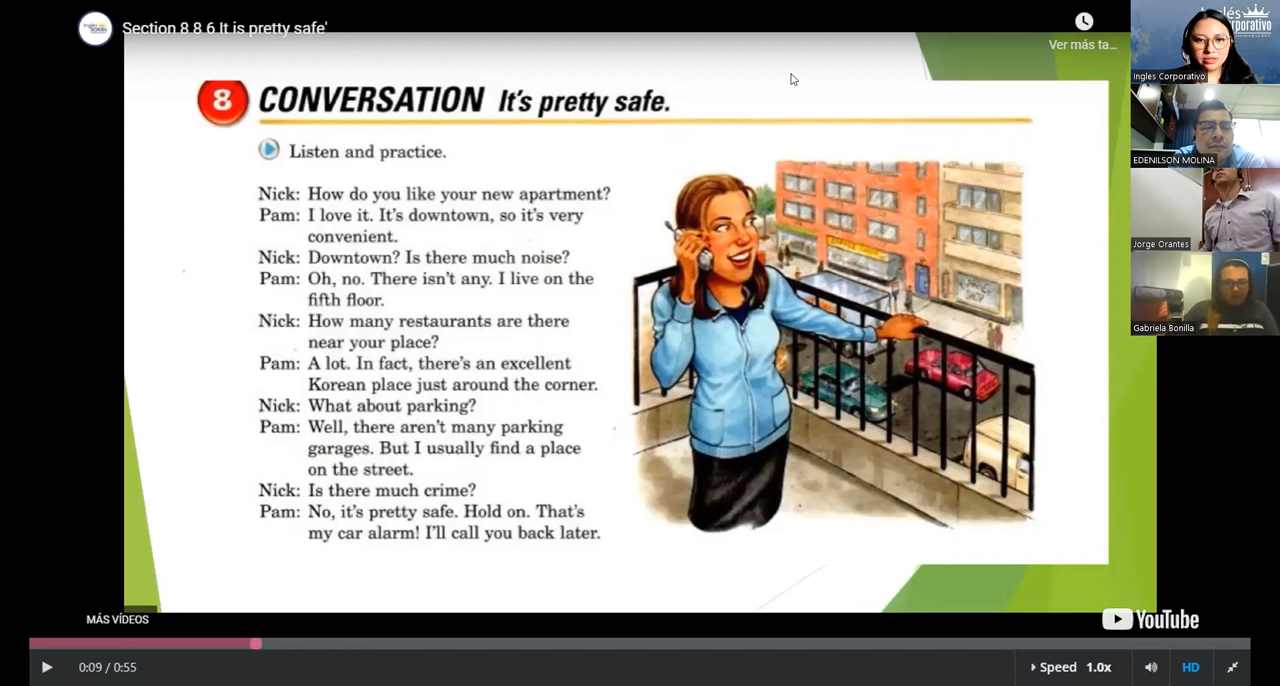 Section 8 8 6 It is pretty safe'
Ver más ta...
8 CONVERSATION It's pretty safe.
Listen and practice.
Nick: How do you like your new apartment?
Pam: I love it. It's downtown, so it's very
convenient.
Nick: Downtown? Is there much noise?
Pam: Oh, no. There isn't any. I live on the
fifth floor.
Nick: How many restaurants are there
near your place?
Pam: A lot. In fact, there's an excellent
Korean place just around the corner.
Nick: What about parking?
Pam: Well, there aren't many parking
garages. But I usually find a place
on the street.
Nick: Is there much crime?
Pam: No, it's pretty safe. Hold on. That's
my car alarm! I'll call you back later.
MÁS VÍDEOS
YouTube
0:09 / 0:55
Speed 1.0x
HD
Ingles Corporativo
EDENILSON MOLINA
Jorge Orantes
Gabriela Bonilla